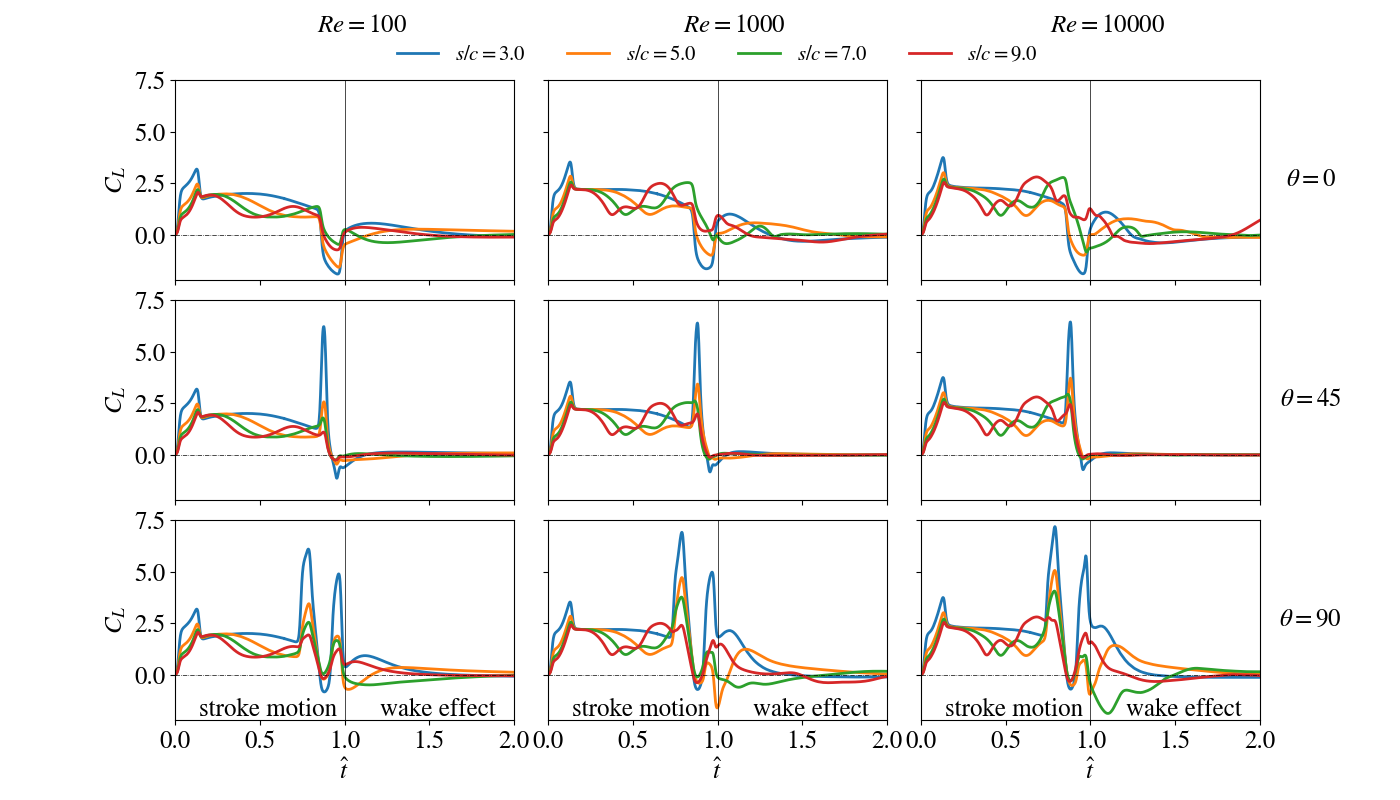 Re = 100 Re = 1000 Re = 10000
s/c = 3.0 s/c = 5.0 s/c = 7.0 s/c = 9.0
7.5
5.0
C_L 2.5 θ = 0
0.0
7.5
5.0
C_L 2.5 θ = 45
0.0
7.5
5.0
C_L 2.5 θ = 90
0.0
stroke motion wake effect stroke motion wake effect stroke motion wake effect
0.0 0.5 1.0 1.5 2.0 0.0 0.5 1.0 1.5 2.0 0.0 0.5 1.0 1.5 2.0
t̂ t̂ t̂